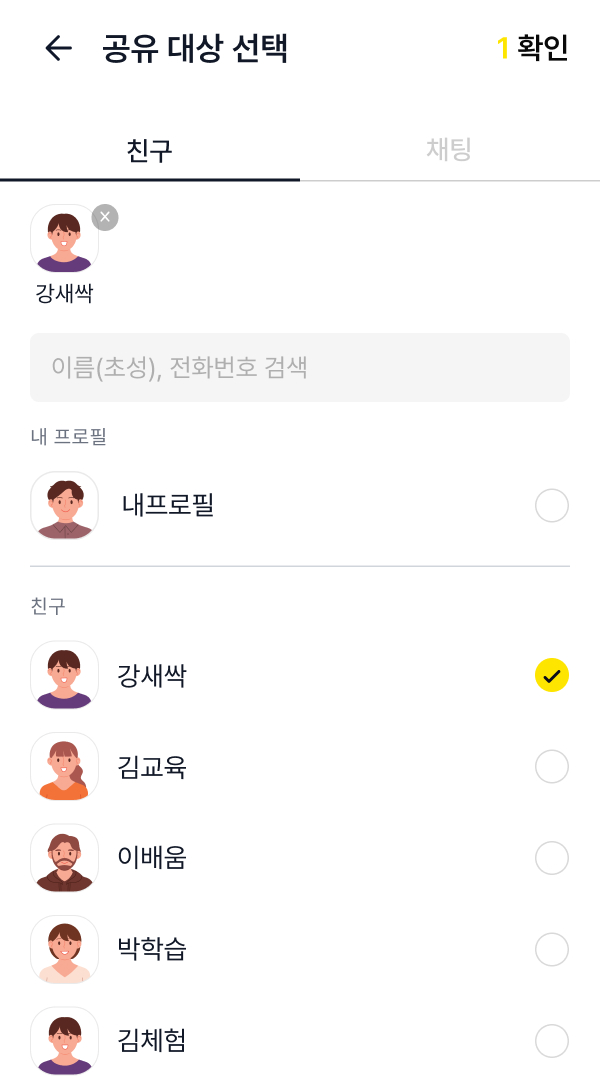 공유 대상 선택 1 확인
친구 채팅
강새싹
이름(초성), 전화번호 검색
내 프로필
내프로필
친구
강새싹
김교육
이배움
박학습
김체험